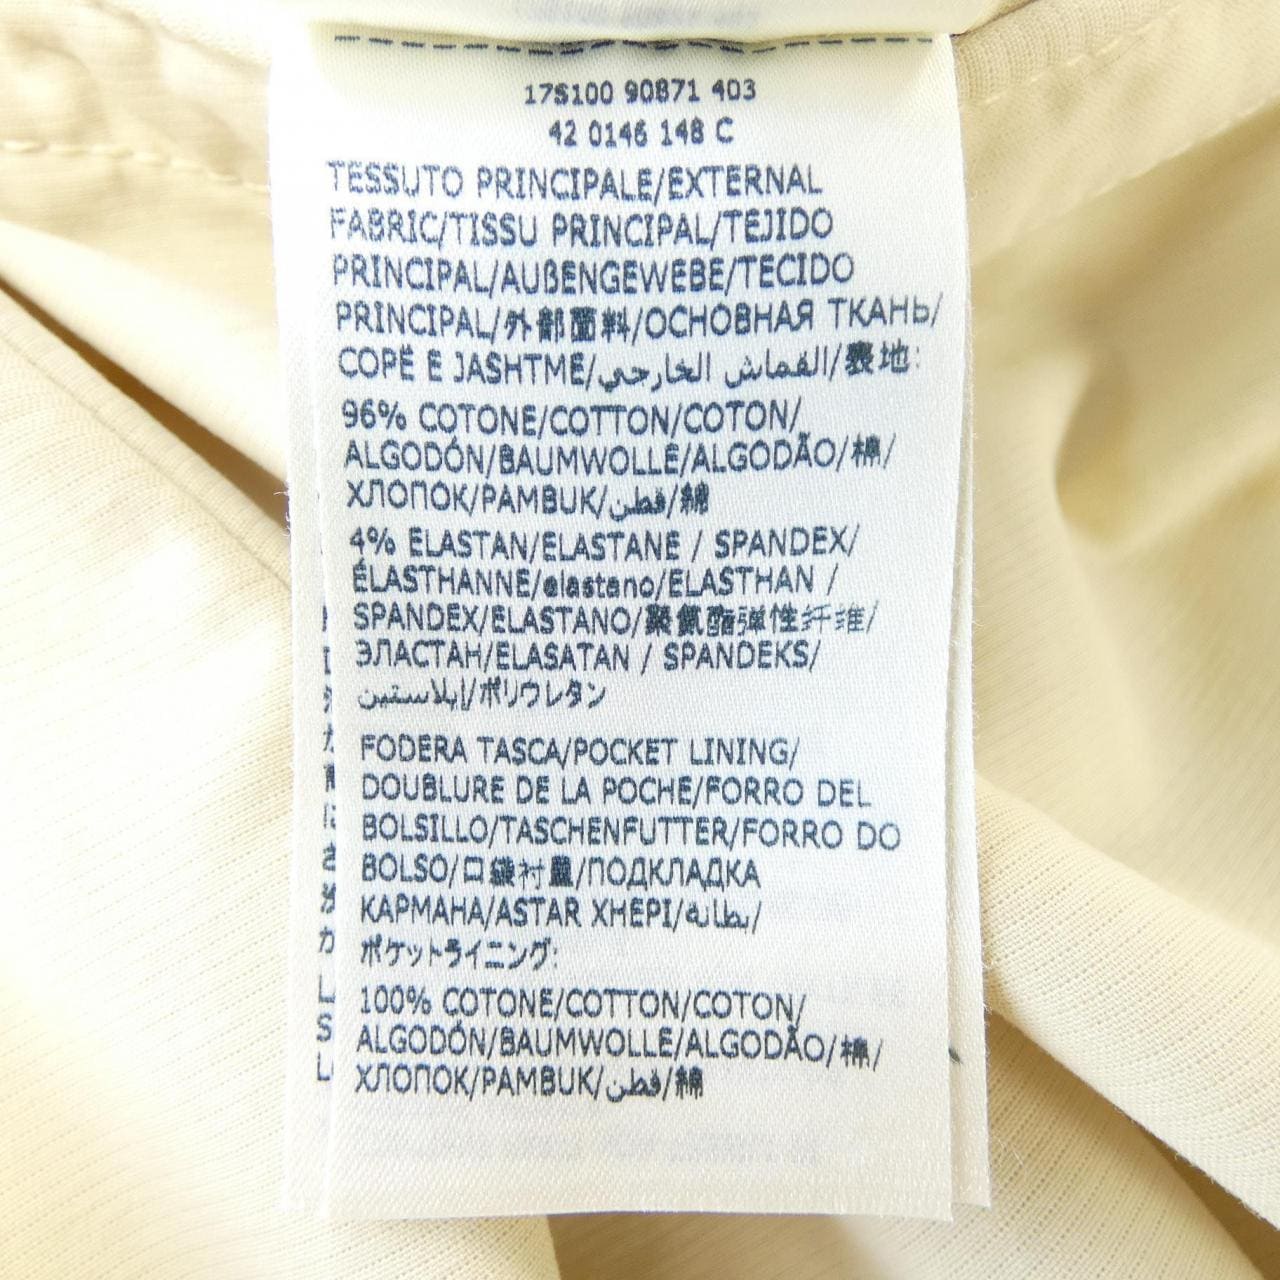 17S100 90871 403
42 0146 148 C
TESSUTO PRINCIPALE/EXTERNAL
FABRIC/TISSU PRINCIPAL/TEJIDO
PRINCIPAL/AUßENGEWEBE/TECIDO
PRINCIPAL/外部面料/ОСНОВНАЯ ТКАНЬ/
COPË E JASHTME/القماش الخارجي/表地:
96% COTONE/COTTON/COTON/
ALGODÓN/BAUMWOLLE/ALGODÃO/棉/
ХЛОПОК/PAMBUK/قطن/綿
4% ELASTAN/ELASTANE / SPANDEX/
ÉLASTHANNE/elastano/ELASTHAN /
SPANDEX/ELASTANO/聚氨酯弹性纤维/
ЭЛАСТАН/ELASATAN / SPANDEKS/
إيلاستين/ポリウレタン
FODERA TASCA/POCKET LINING/
DOUBLURE DE LA POCHE/FORRO DEL
BOLSILLO/TASCHENFUTTER/FORRO DO
BOLSO/口袋衬里/ПОДКЛАДКА
КАРМАНА/ASTAR XHEPI/بطانة/
ポケットライニング:
100% COTONE/COTTON/COTON/
ALGODÓN/BAUMWOLLE/ALGODÃO/棉/
ХЛОПОК/PAMBUK/قطن/綿